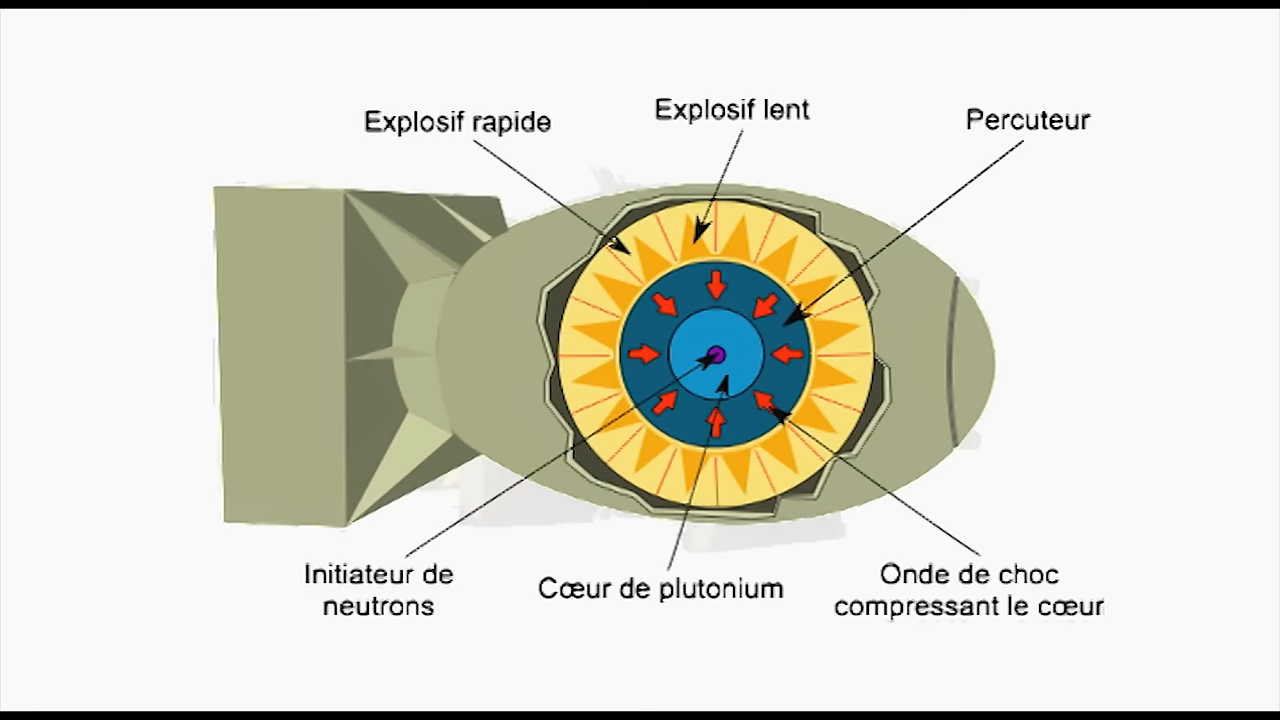 Explosif rapide
Explosif lent
Percuteur
Initiateur de
neutrons
Cœur de plutonium
Onde de choc
compressant le cœur